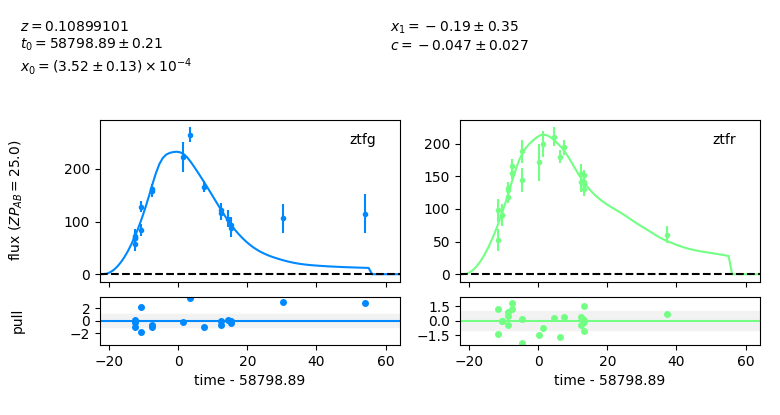 z = 0.10899101
t₀ = 58798.89 ± 0.21
x₀ = (3.52 ± 0.13) × 10⁻⁴
x₁ = −0.19 ± 0.35
c = −0.047 ± 0.027
flux (ZP_AB = 25.0)
ztfg
200
100
0
ztfr
200
150
100
50
0
pull
2
0
−2
−20 0 20 40 60
time - 58798.89
1.5
0.0
−1.5
−20 0 20 40 60
time - 58798.89